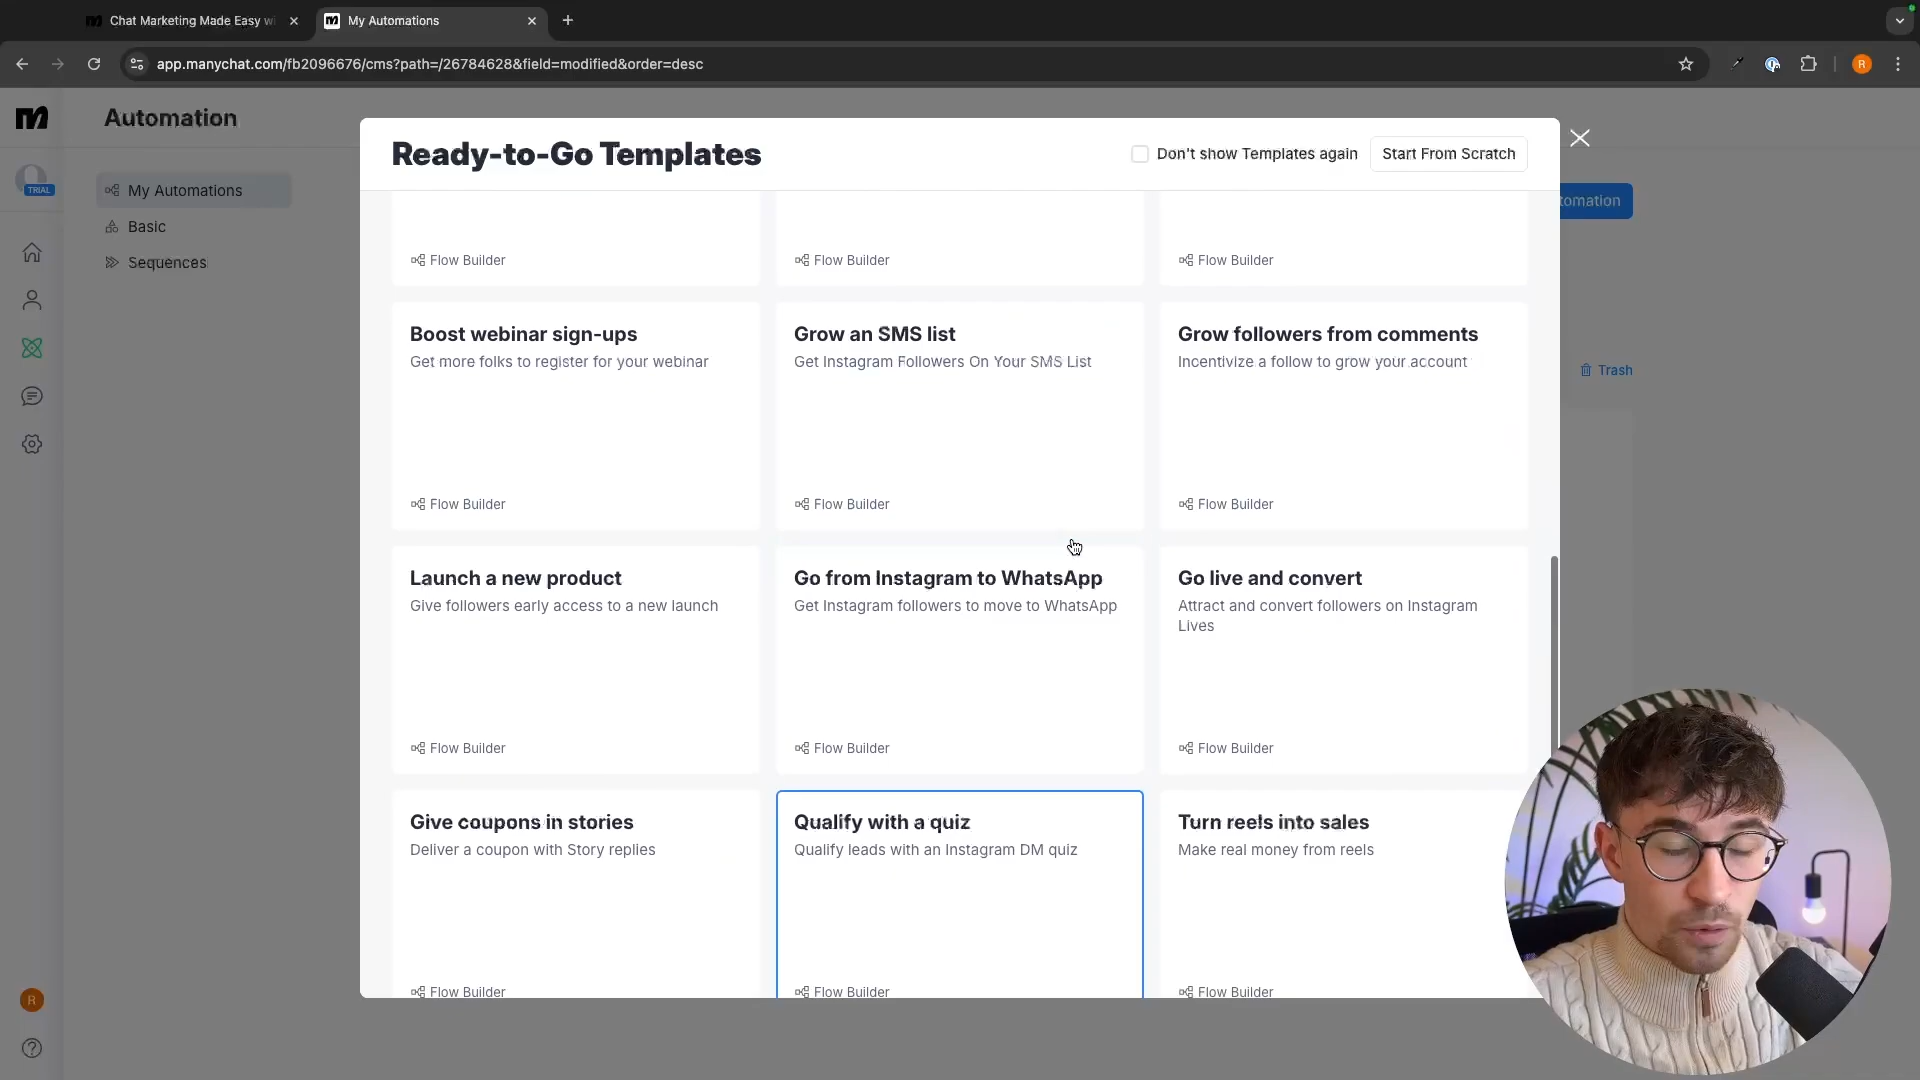 Chat Marketing Made Easy wi
My Automations
app.manychat.com/fb2096676/cms?path=/26784628&field=modified&order=desc
R
Automation
TRIAL
My Automations
Basic
Sequences
Ready-to-Go Templates
Don't show Templates again
Start From Scratch
tomation
Trash
Flow Builder
Flow Builder
Flow Builder
Boost webinar sign-ups
Get more folks to register for your webinar
Flow Builder
Grow an SMS list
Get Instagram Followers On Your SMS List
Flow Builder
Grow followers from comments
Incentivize a follow to grow your account
Flow Builder
Launch a new product
Give followers early access to a new launch
Flow Builder
Go from Instagram to WhatsApp
Get Instagram followers to move to WhatsApp
Flow Builder
Go live and convert
Attract and convert followers on Instagram
Lives
Flow Builder
Give coupons in stories
Deliver a coupon with Story replies
Flow Builder
Qualify with a quiz
Qualify leads with an Instagram DM quiz
Flow Builder
Turn reels into sales
Make real money from reels
Flow Builder
R